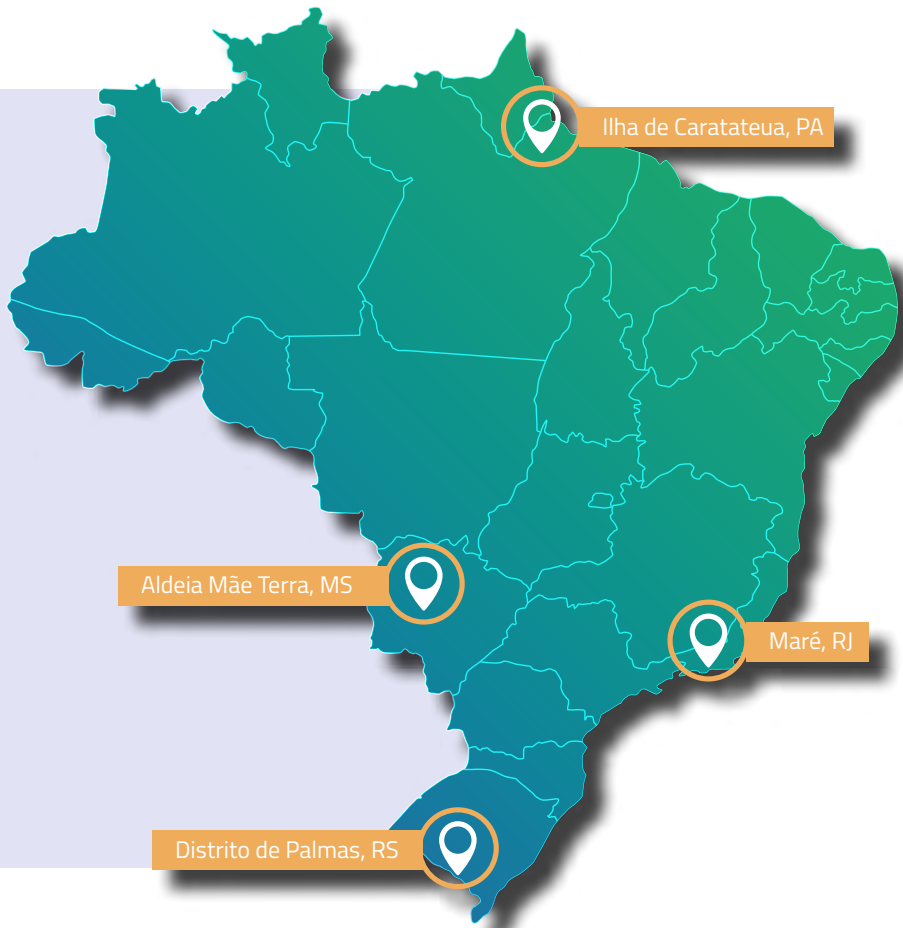 Ilha de Caratateua, PA
Aldeia Mãe Terra, MS
Maré, RJ
Distrito de Palmas, RS